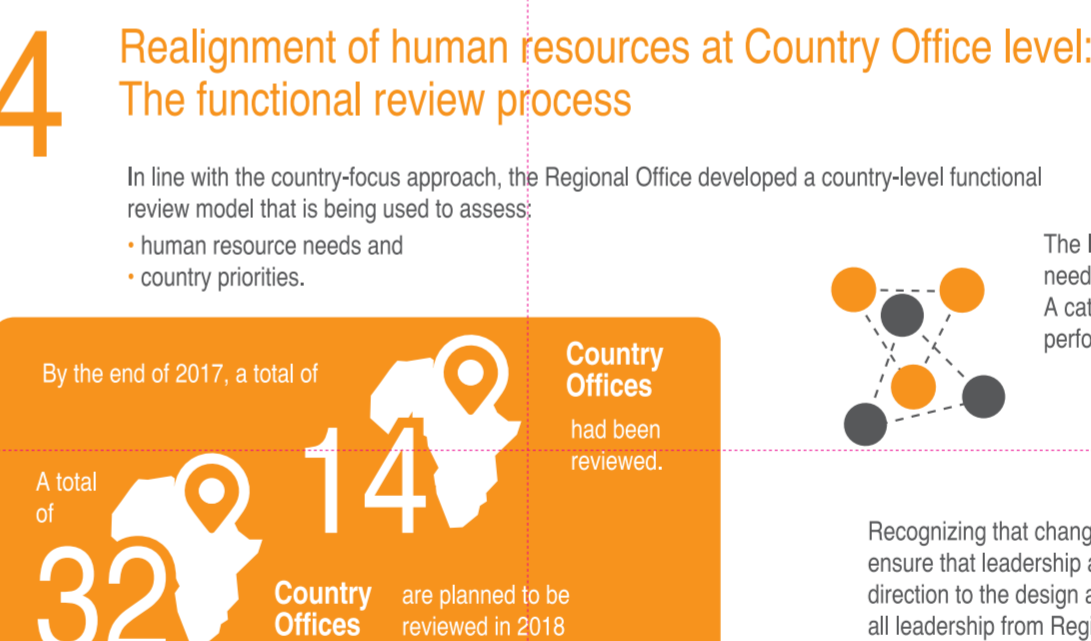 4
Realignment of human resources at Country Office level:
The functional review process
In line with the country-focus approach, the Regional Office developed a country-level functional
review model that is being used to assess:
• human resource needs and
• country priorities.
By the end of 2017, a total of
14
Country
Offices
had been
reviewed.
A total
of
32
Country
Offices
are planned to be
reviewed in 2018
The
need
A
Recognizing that
ensure that leadership
direction to the design
all leadership from